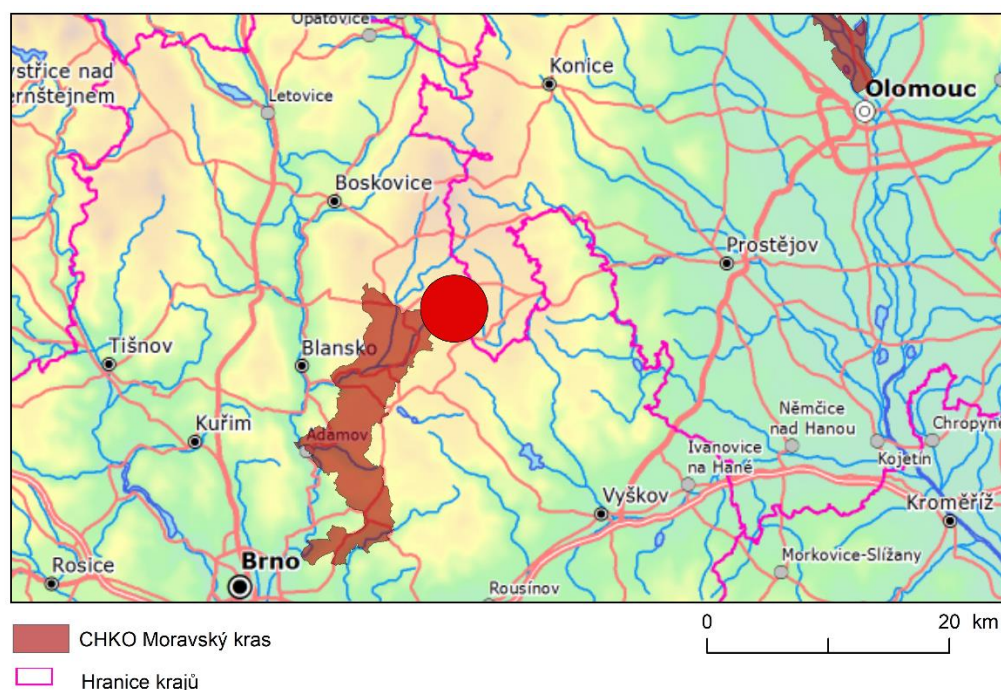 Opatovice
Konice
ystřice nad
ernštejnem
Letovice
Olomouc
Boskovice
Prostějov
Tišnov
Blansko
Kuřim
Adamov
Němčice
nad Hanou
Chropyně
Ivanovice
na Hané
Kojetín
Vyškov
Kroměříž
Rosice
Brno
Morkovice-Slížany
Rousínov
0 20 km
CHKO Moravský kras
Hranice krajů